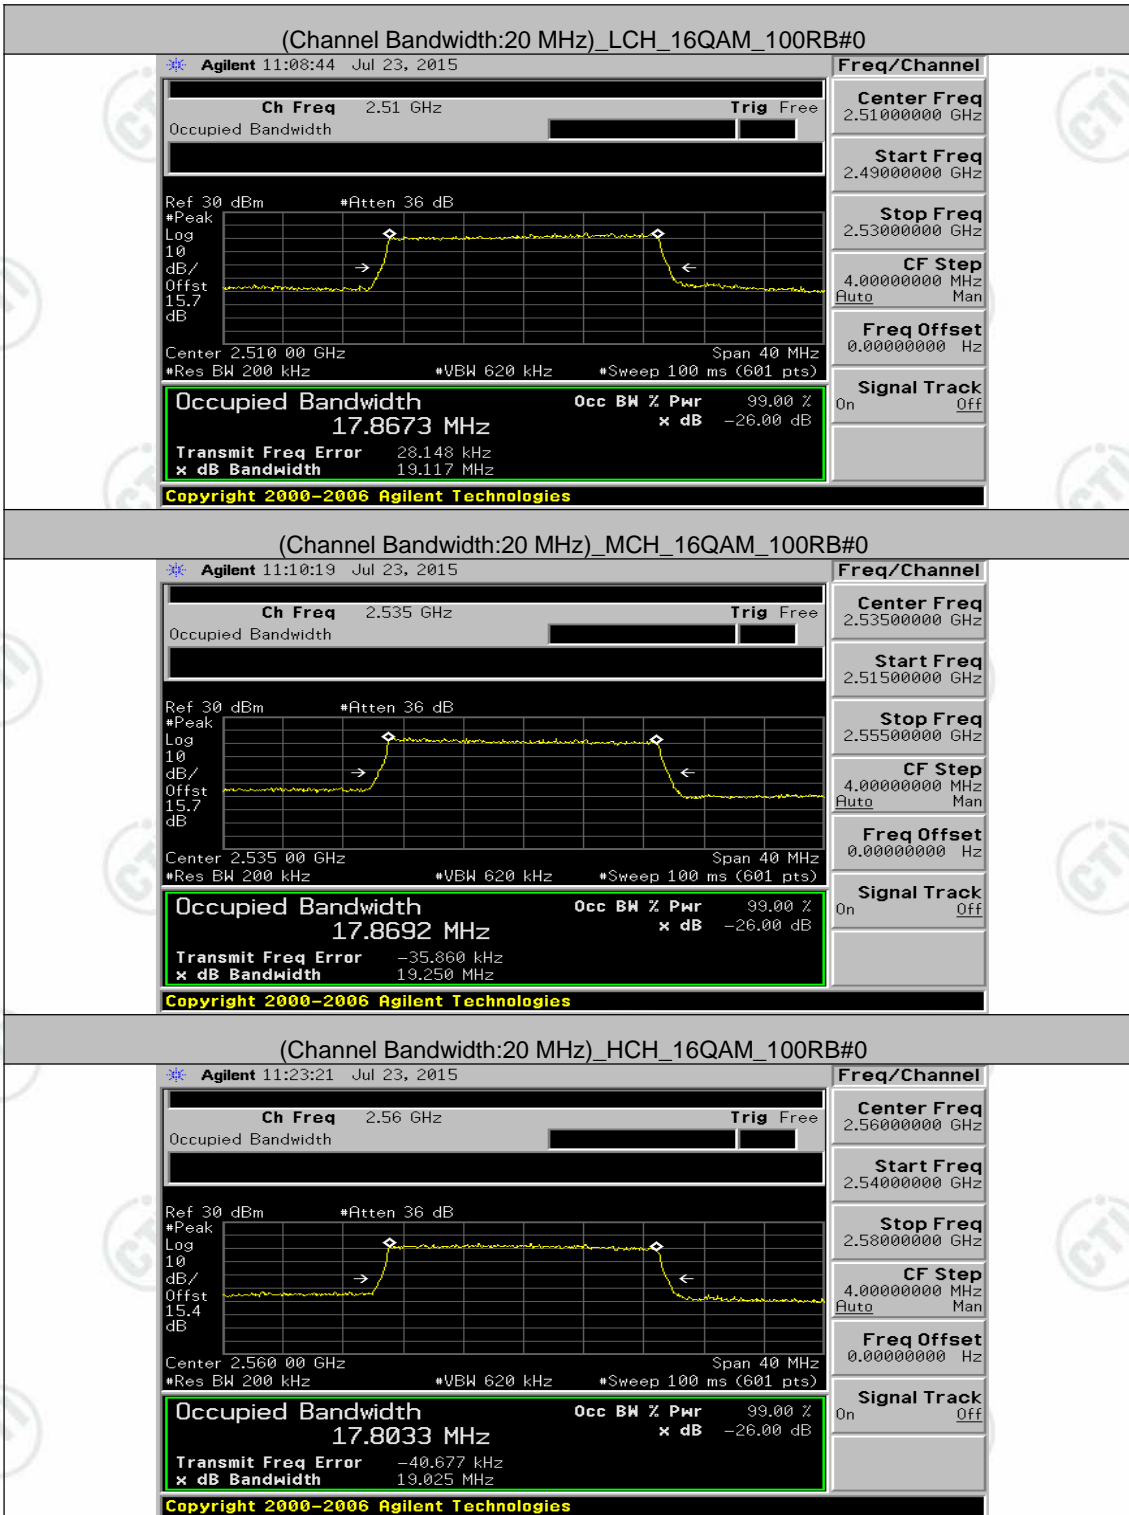 (Channel Bandwidth:20 MHz)_LCH_16QAM_100RB#0
Agilent 11:08:44 Jul 23, 2015
Freq/Channel
Ch Freq 2.51 GHz Trig Free
Occupied Bandwidth
Center Freq
2.51000000 GHz
Start Freq
2.49000000 GHz
Stop Freq
2.53000000 GHz
CF Step
4.00000000 MHz
Auto Man
Freq Offset
0.00000000 Hz
Signal Track
On Off
Ref 30 dBm #Atten 36 dB
#Peak
Log
10
dB/
Offst
15.7
dB
Center 2.510 00 GHz Span 40 MHz
#Res BW 200 kHz #VBW 620 kHz #Sweep 100 ms (601 pts)
Occupied Bandwidth Occ BW % Pwr 99.00 %
17.8673 MHz x dB -26.00 dB
Transmit Freq Error 28.148 kHz
x dB Bandwidth 19.117 MHz
Copyright 2000-2006 Agilent Technologies
(Channel Bandwidth:20 MHz)_MCH_16QAM_100RB#0
Agilent 11:10:19 Jul 23, 2015
Freq/Channel
Ch Freq 2.535 GHz Trig Free
Occupied Bandwidth
Center Freq
2.53500000 GHz
Start Freq
2.51500000 GHz
Stop Freq
2.55500000 GHz
CF Step
4.00000000 MHz
Auto Man
Freq Offset
0.00000000 Hz
Signal Track
On Off
Ref 30 dBm #Atten 36 dB
#Peak
Log
10
dB/
Offst
15.7
dB
Center 2.535 00 GHz Span 40 MHz
#Res BW 200 kHz #VBW 620 kHz #Sweep 100 ms (601 pts)
Occupied Bandwidth Occ BW % Pwr 99.00 %
17.8692 MHz x dB -26.00 dB
Transmit Freq Error -35.860 kHz
x dB Bandwidth 19.250 MHz
Copyright 2000-2006 Agilent Technologies
(Channel Bandwidth:20 MHz)_HCH_16QAM_100RB#0
Agilent 11:23:21 Jul 23, 2015
Freq/Channel
Ch Freq 2.56 GHz Trig Free
Occupied Bandwidth
Center Freq
2.56000000 GHz
Start Freq
2.54000000 GHz
Stop Freq
2.58000000 GHz
CF Step
4.00000000 MHz
Auto Man
Freq Offset
0.00000000 Hz
Signal Track
On Off
Ref 30 dBm #Atten 36 dB
#Peak
Log
10
dB/
Offst
15.4
dB
Center 2.560 00 GHz Span 40 MHz
#Res BW 200 kHz #VBW 620 kHz #Sweep 100 ms (601 pts)
Occupied Bandwidth Occ BW % Pwr 99.00 %
17.8033 MHz x dB -26.00 dB
Transmit Freq Error -40.677 kHz
x dB Bandwidth 19.025 MHz
Copyright 2000-2006 Agilent Technologies